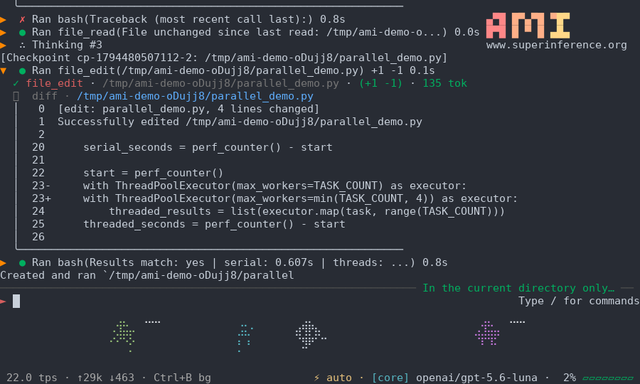 ▶ ✗ Ran bash(Traceback (most recent call last):) 0.8s
▶ ● Ran file_read(File unchanged since last read: /tmp/ami-demo-o...) 0.0s
AMI
▶ ∴ Thinking #3
www.superinference.org
[Checkpoint cp-1794480507112-2: /tmp/ami-demo-oDujj8/parallel_demo.py]
▼ ● Ran file_edit(/tmp/ami-demo-oDujj8/parallel_demo.py) +1 -1 0.1s
✓ file_edit · /tmp/ami-demo-oDujj8/parallel_demo.py · (+1 -1) · 135 tok
diff - /tmp/ami-demo-oDujj8/parallel_demo.py
0 [edit: parallel_demo.py, 4 lines changed]
1 Successfully edited /tmp/ami-demo-oDujj8/parallel_demo.py
2
20 serial_seconds = perf_counter() - start
21
22 start = perf_counter()
23- with ThreadPoolExecutor(max_workers=TASK_COUNT) as executor:
23+ with ThreadPoolExecutor(max_workers=min(TASK_COUNT, 4)) as executor:
24 threaded_results = list(executor.map(task, range(TASK_COUNT)))
25 threaded_seconds = perf_counter() - start
26
▶ ● Ran bash(Results match: yes | serial: 0.607s | threads: ...) 0.8s
Created and ran `/tmp/ami-demo-oDujj8/parallel
In the current directory only…
Type / for commands
22.0 tps · ↑29k ↓463 · Ctrl+B bg
⚡ auto · [core] openai/gpt-5.6-luna · 2%